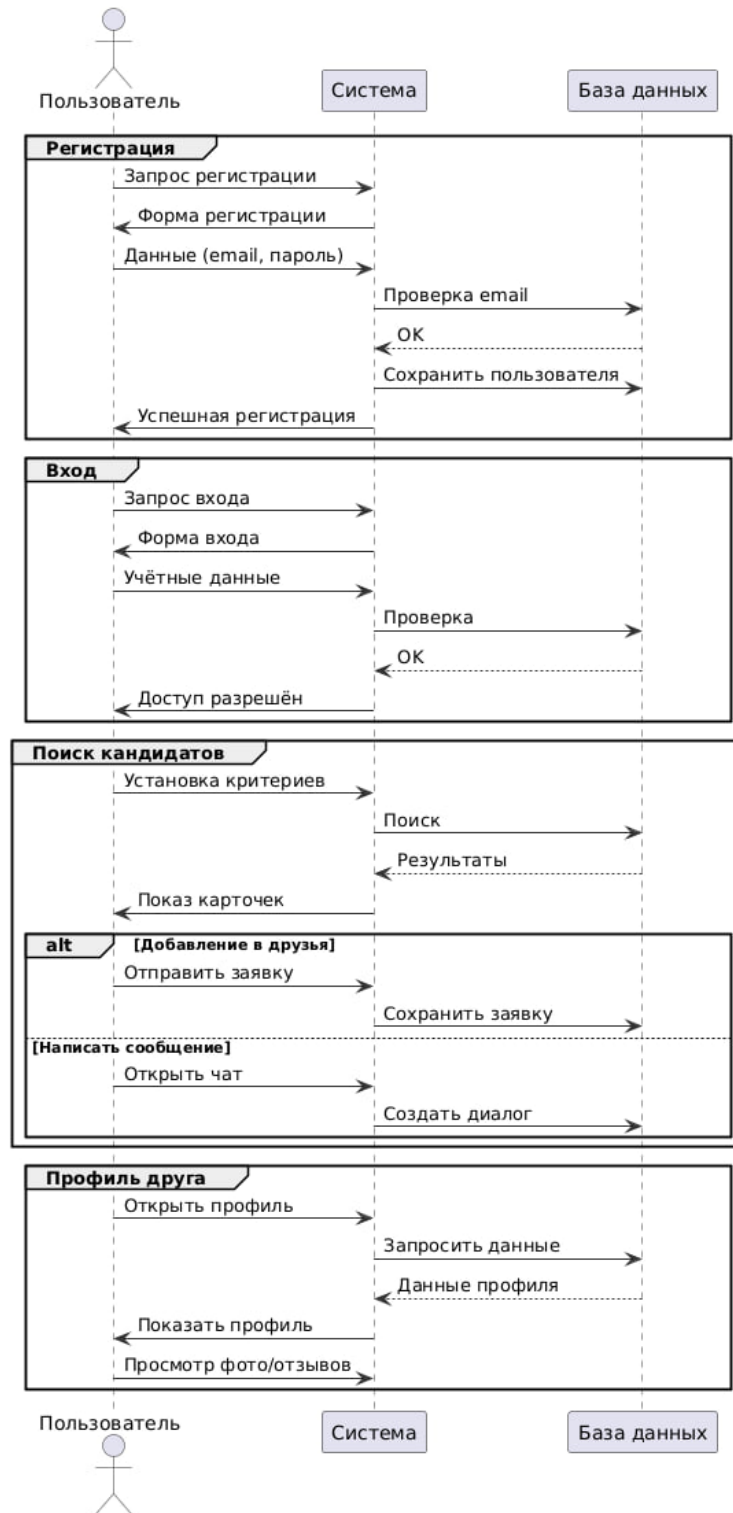 Пользователь
Система
База данных
Регистрация
Запрос регистрации
Форма регистрации
Данные (email, пароль)
Проверка email
OK
Сохранить пользователя
Успешная регистрация
Вход
Запрос входа
Форма входа
Учётные данные
Проверка
OK
Доступ разрешён
Поиск кандидатов
Установка критериев
Поиск
Результаты
Показ карточек
alt [Добавление в друзья]
Отправить заявку
Сохранить заявку
[Написать сообщение]
Открыть чат
Создать диалог
Профиль друга
Открыть профиль
Запросить данные
Данные профиля
Показать профиль
Просмотр фото/отзывов
Пользователь
Система
База данных